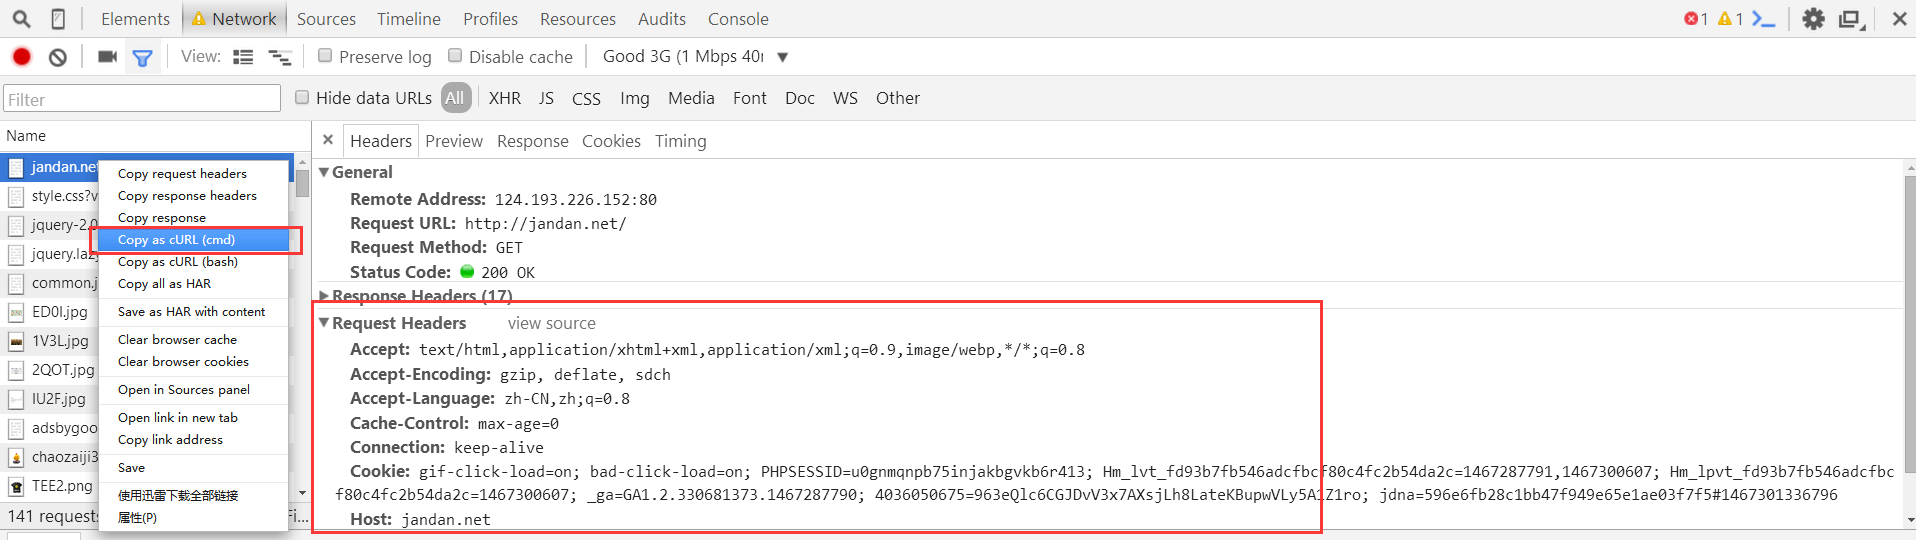 Elements Network Sources Timeline Profiles Resources Audits Console 1 1
View: Preserve log Disable cache Good 3G (1 Mbps 40r
Filter Hide data URLs All XHR JS CSS Img Media Font Doc WS Other
Name
jandan.net
style.css?v
jquery-2.0
jquery.laz
common.j
ED0I.jpg
1V3L.jpg
2QOT.jpg
IU2F.jpg
adsbygoo
chaozaiji3
TEE2.png
141 requests
Fi...
Copy request headers
Copy response headers
Copy response
Copy as cURL (cmd)
Copy as cURL (bash)
Copy all as HAR
Save as HAR with content
Clear browser cache
Clear browser cookies
Open in Sources panel
Open link in new tab
Copy link address
Save
使用迅雷下载全部链接
属性(P)
Headers Preview Response Cookies Timing
General
Remote Address: 124.193.226.152:80
Request URL: http://jandan.net/
Request Method: GET
Status Code: 200 OK
Response Headers (17)
Request Headers view source
Accept: text/html,application/xhtml+xml,application/xml;q=0.9,image/webp,*/*;q=0.8
Accept-Encoding: gzip, deflate, sdch
Accept-Language: zh-CN,zh;q=0.8
Cache-Control: max-age=0
Connection: keep-alive
Cookie: gif-click-load=on; bad-click-load=on; PHPSESSID=u0gnmqnpb75injakbgvkb6r413; Hm_lvt_fd93b7fb546adcfbcf80c4fc2b54da2c=1467287791,1467300607; Hm_lpvt_fd93b7fb546adcfbc
f80c4fc2b54da2c=1467300607; _ga=GA1.2.330681373.1467287790; 4036050675=963eQlc6CGJDvV3x7AXsjLh8LateKBupwVLy5A1Z1ro; jdna=596e6fb28c1bb47f949e65e1ae03f7f5#1467301336796
Host: jandan.net